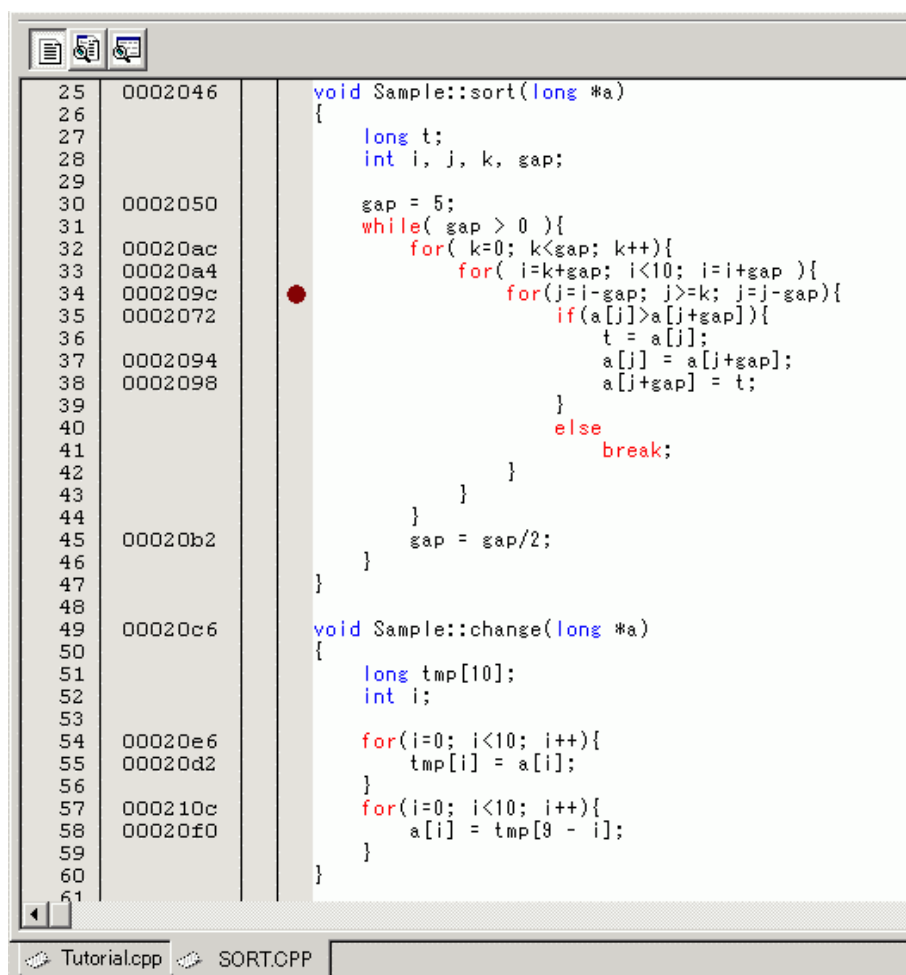 25 0002046 void Sample::sort(long *a)
26 {
27 long t;
28 int i, j, k, gap;
29
30 0002050 gap = 5;
31 while( gap > 0 ){
32 00020ac for( k=0; k<gap; k++){
33 00020a4 for( i=k+gap; i<10; i=i+gap ){
34 000209c for(j=i-gap; j>=k; j=j-gap){
35 0002072 if(a[j]>a[j+gap]){
36 t = a[j];
37 0002094 a[j] = a[j+gap];
38 0002098 a[j+gap] = t;
39 }
40 else
41 break;
42 }
43 }
44 }
45 00020b2 gap = gap/2;
46 }
47 }
48
49 00020c6 void Sample::change(long *a)
50 {
51 long tmp[10];
52 int i;
53
54 00020e6 for(i=0; i<10; i++){
55 00020d2 tmp[i] = a[i];
56 }
57 000210c for(i=0; i<10; i++){
58 00020f0 a[i] = tmp[9 - i];
59 }
60 }
61
Tutorial.cpp SORT.CPP